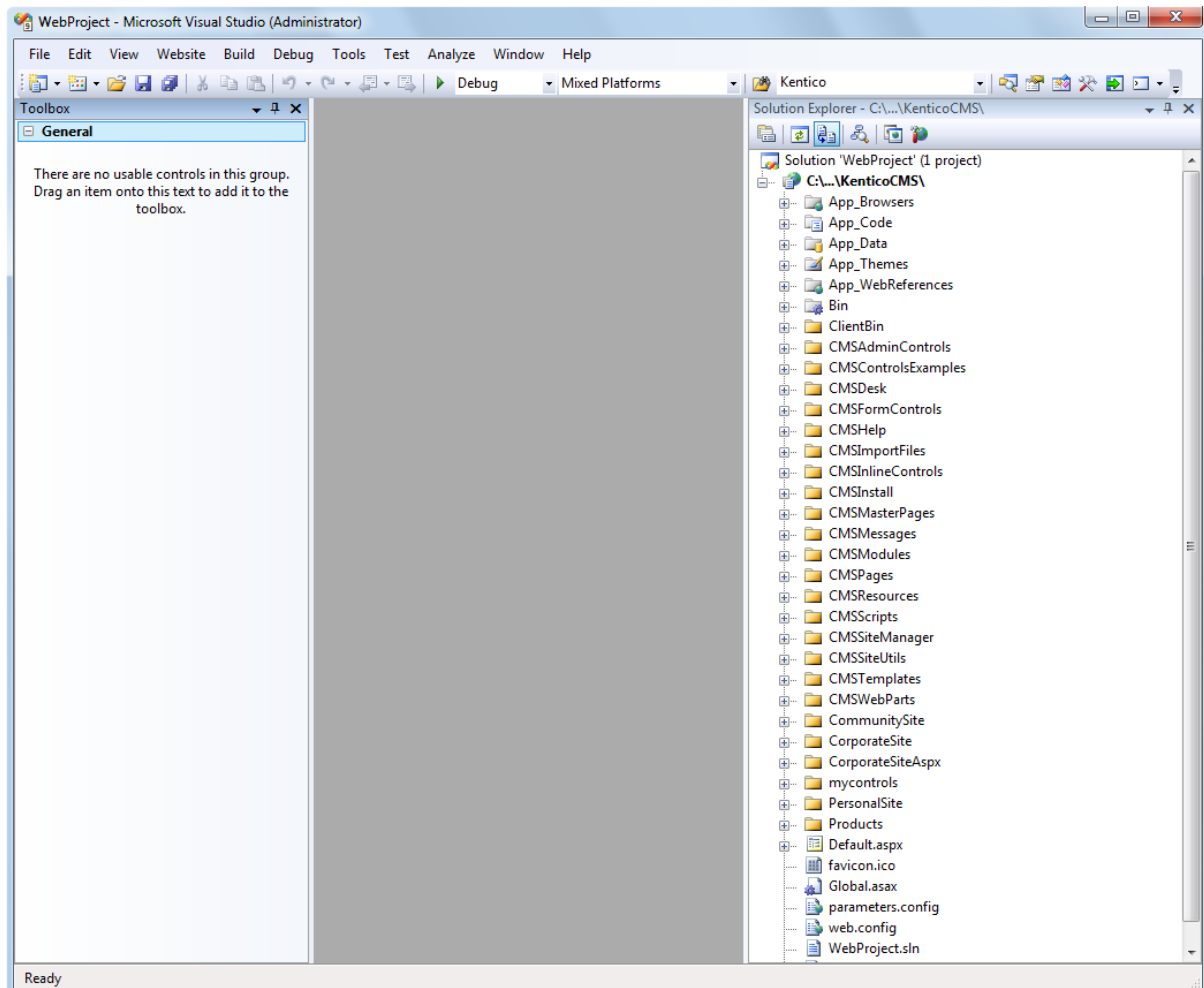 WebProject - Microsoft Visual Studio (Administrator)
File Edit View Website Build Debug Tools Test Analyze Window Help
Debug Mixed Platforms Kentico
Toolbox
General
There are no usable controls in this group.
Drag an item onto this text to add it to the
toolbox.
Solution Explorer - C:\...\KenticoCMS\
Solution 'WebProject' (1 project)
C:\...\KenticoCMS\
App_Browsers
App_Code
App_Data
App_Themes
App_WebReferences
Bin
ClientBin
CMSAdminControls
CMSControlsExamples
CMSDesk
CMSFormControls
CMSHelp
CMSImportFiles
CMSInlineControls
CMSInstall
CMSMasterPages
CMSMessages
CMSModules
CMSPages
CMSResources
CMSScripts
CMSSiteManager
CMSSiteUtils
CMSTemplates
CMSWebParts
CommunitySite
CorporateSite
CorporateSiteAspx
mycontrols
PersonalSite
Products
Default.aspx
favicon.ico
Global.asax
parameters.config
web.config
WebProject.sln
Ready